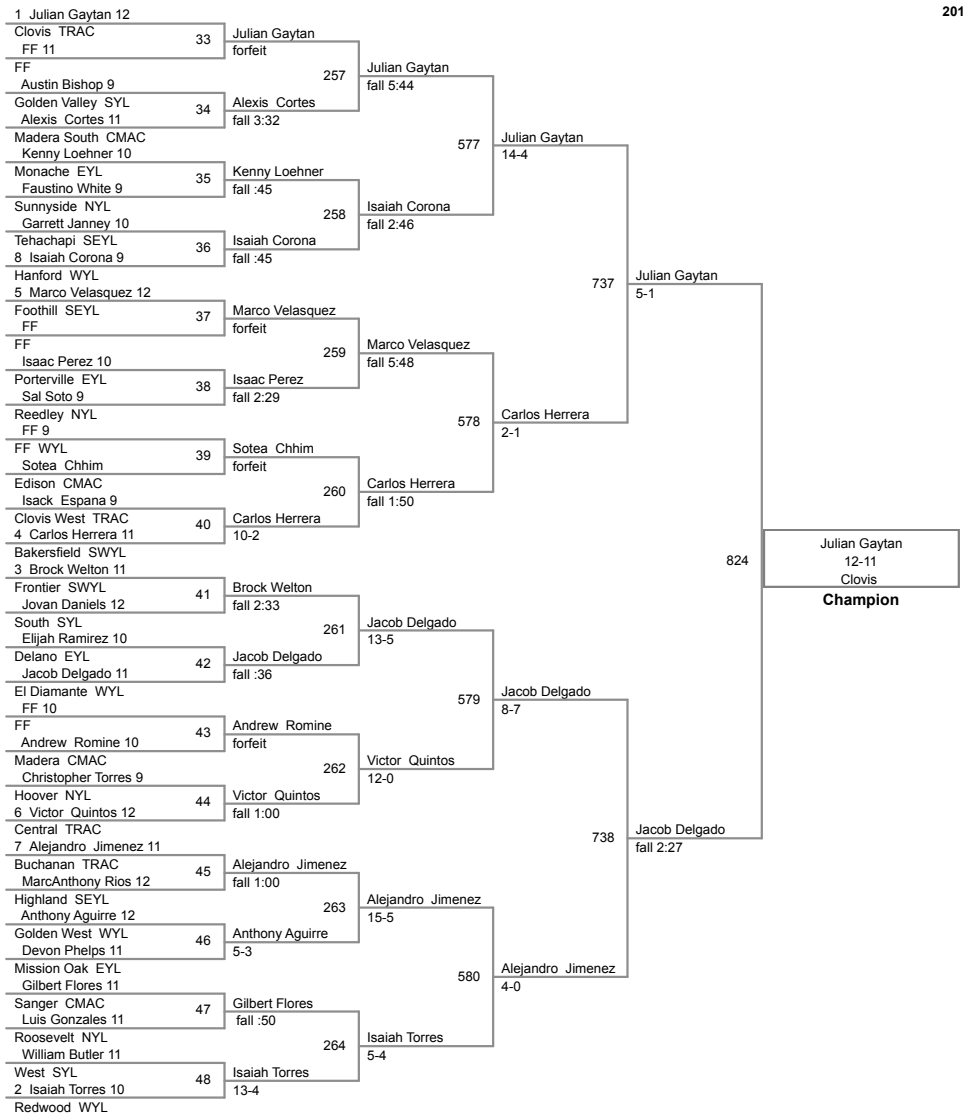 201
1 Julian Gaytan 12
Clovis TRAC
FF 11
FF
Austin Bishop 9
Golden Valley SYL
Alexis Cortes 11
Madera South CMAC
Kenny Loehner 10
Monache EYL
Faustino White 9
Sunnyside NYL
Garrett Janney 10
Tehachapi SEYL
8 Isaiah Corona 9
Hanford WYL
5 Marco Velasquez 12
Foothill SEYL
FF
FF
Isaac Perez 10
Porterville EYL
Sal Soto 9
Reedley NYL
FF 9
FF WYL
Sotea Chhim
Edison CMAC
Isack Espana 9
Clovis West TRAC
4 Carlos Herrera 11
Bakersfield SWYL
3 Brock Welton 11
Frontier SWYL
Jovan Daniels 12
South SYL
Elijah Ramirez 10
Delano EYL
Jacob Delgado 11
El Diamante WYL
FF 10
FF
Andrew Romine 10
Madera CMAC
Christopher Torres 9
Hoover NYL
6 Victor Quintos 12
Central TRAC
7 Alejandro Jimenez 11
Buchanan TRAC
MarcAnthony Rios 12
Highland SEYL
Anthony Aguirre 12
Golden West WYL
Devon Phelps 11
Mission Oak EYL
Gilbert Flores 11
Sanger CMAC
Luis Gonzales 11
Roosevelt NYL
William Butler 11
West SYL
2 Isaiah Torres 10
Redwood WYL
33
34
35
36
37
38
39
40
41
42
43
44
45
46
47
48
Julian Gaytan
forfeit
Alexis Cortes
fall 3:32
Kenny Loehner
fall :45
Isaiah Corona
fall :45
Marco Velasquez
forfeit
Isaac Perez
fall 2:29
Sotea Chhim
forfeit
Carlos Herrera
10-2
Brock Welton
fall 2:33
Jacob Delgado
fall :36
Andrew Romine
forfeit
Victor Quintos
fall 1:00
Alejandro Jimenez
fall 1:00
Anthony Aguirre
5-3
Gilbert Flores
fall :50
Isaiah Torres
13-4
257
258
259
260
261
262
263
264
Julian Gaytan
fall 5:44
Isaiah Corona
fall 2:46
Marco Velasquez
fall 5:48
Carlos Herrera
fall 1:50
Jacob Delgado
13-5
Victor Quintos
12-0
Alejandro Jimenez
15-5
Isaiah Torres
5-4
577
578
579
580
Julian Gaytan
14-4
Carlos Herrera
2-1
Jacob Delgado
8-7
Alejandro Jimenez
4-0
737
738
Julian Gaytan
5-1
Jacob Delgado
fall 2:27
824
Julian Gaytan
12-11
Clovis
Champion